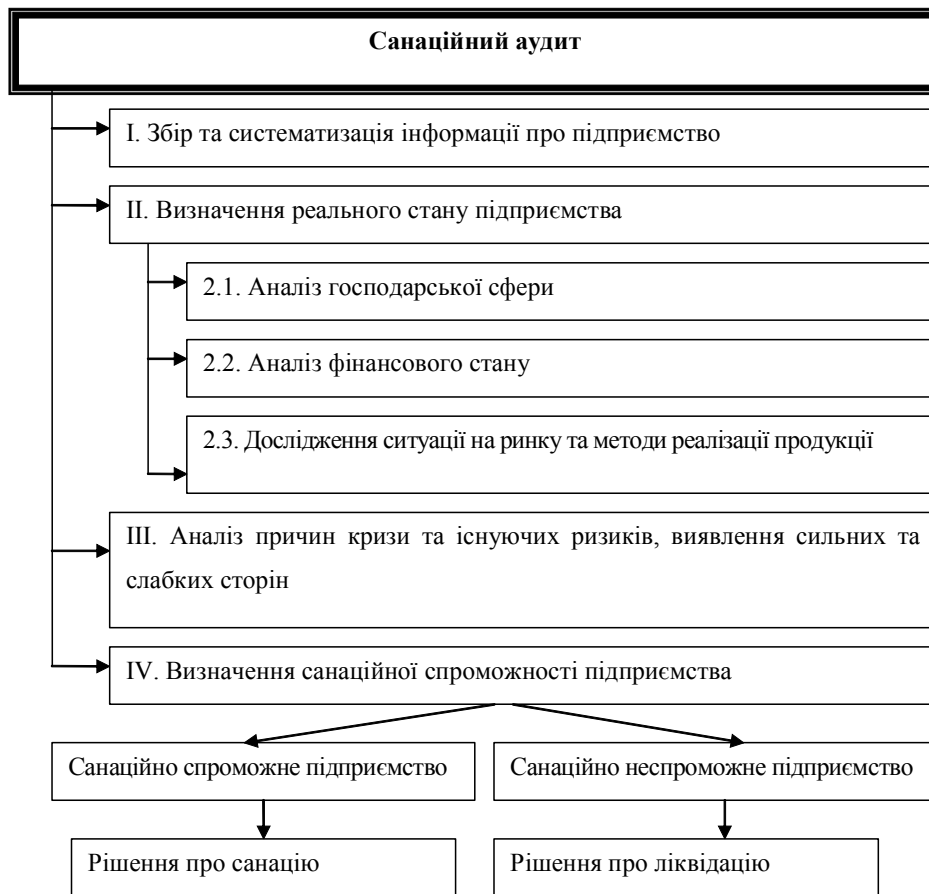 Санаційний аудит
I. Збір та систематизація інформації про підприємство
II. Визначення реального стану підприємства
2.1. Аналіз господарської сфери
2.2. Аналіз фінансового стану
2.3. Дослідження ситуації на ринку та методи реалізації продукції
III. Аналіз причин кризи та існуючих ризиків, виявлення сильних та
слабких сторін
IV. Визначення санаційної спроможності підприємства
Санаційно спроможне підприємство
Санаційно неспроможне підприємство
Рішення про санацію
Рішення про ліквідацію